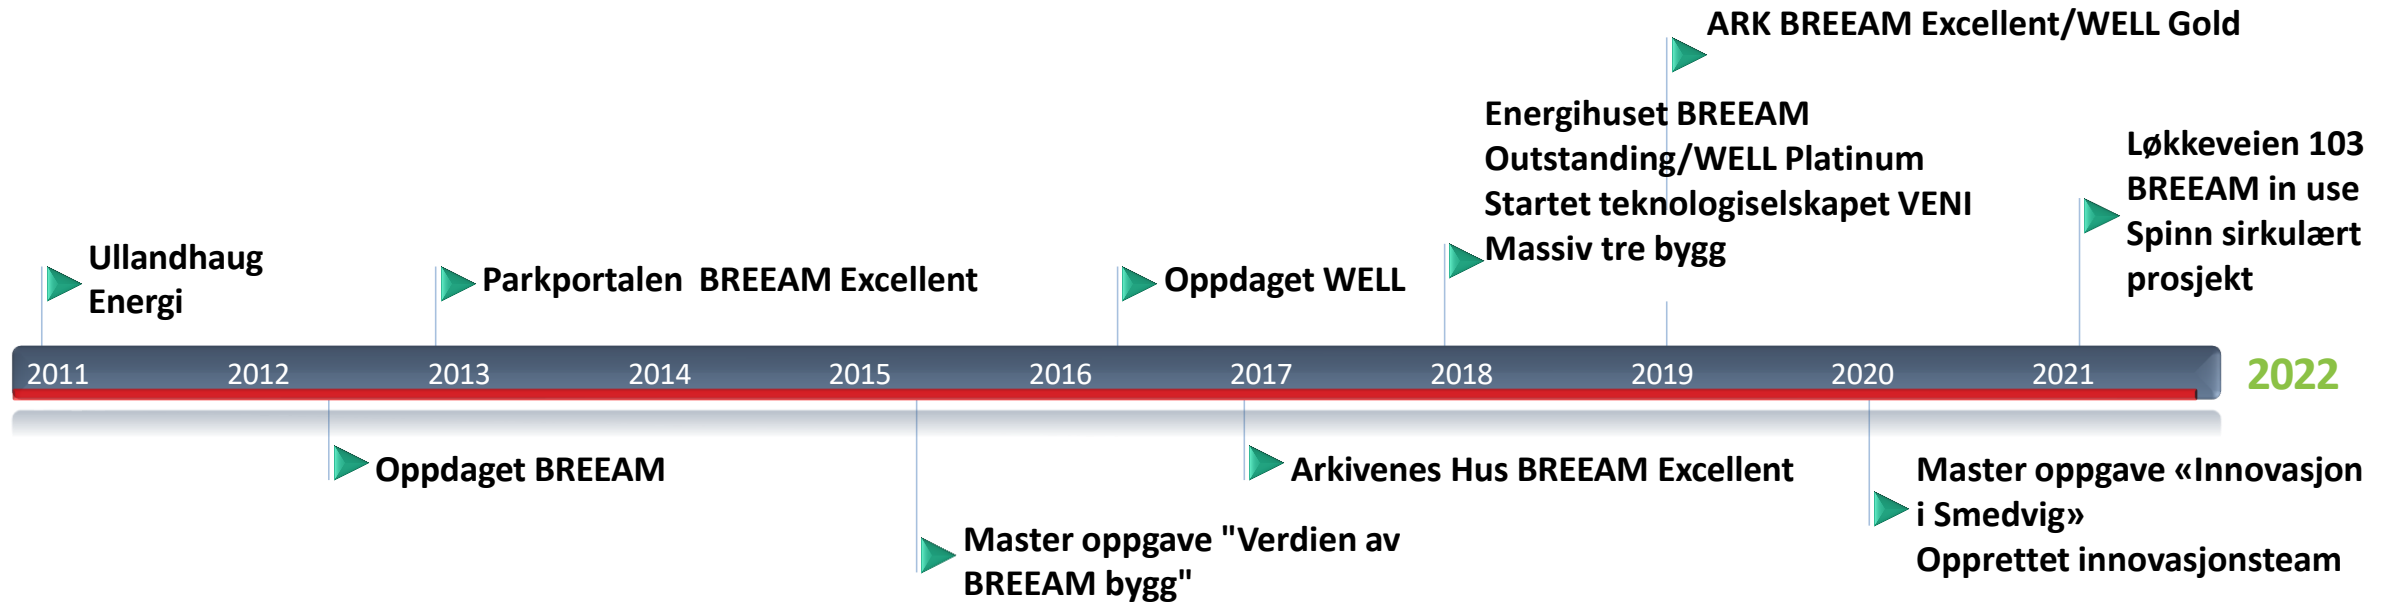 ARK BREEAM Excellent/WELL Gold
Energihuset BREEAM
Outstanding/WELL Platinum
Startet teknologiselskapet VENI
Massiv tre bygg
Løkkeveien 103
BREEAM in use
Spinn sirkulært
prosjekt
Ullandhaug
Energi
Parkportalen  BREEAM Excellent
Oppdaget WELL
2011 2012 2013 2014 2015 2016 2017 2018 2019 2020 2021 2022
Oppdaget BREEAM
Master oppgave "Verdien av
BREEAM bygg"
Arkivenes Hus BREEAM Excellent
Master oppgave «Innovasjon
i Smedvig»
Opprettet innovasjonsteam